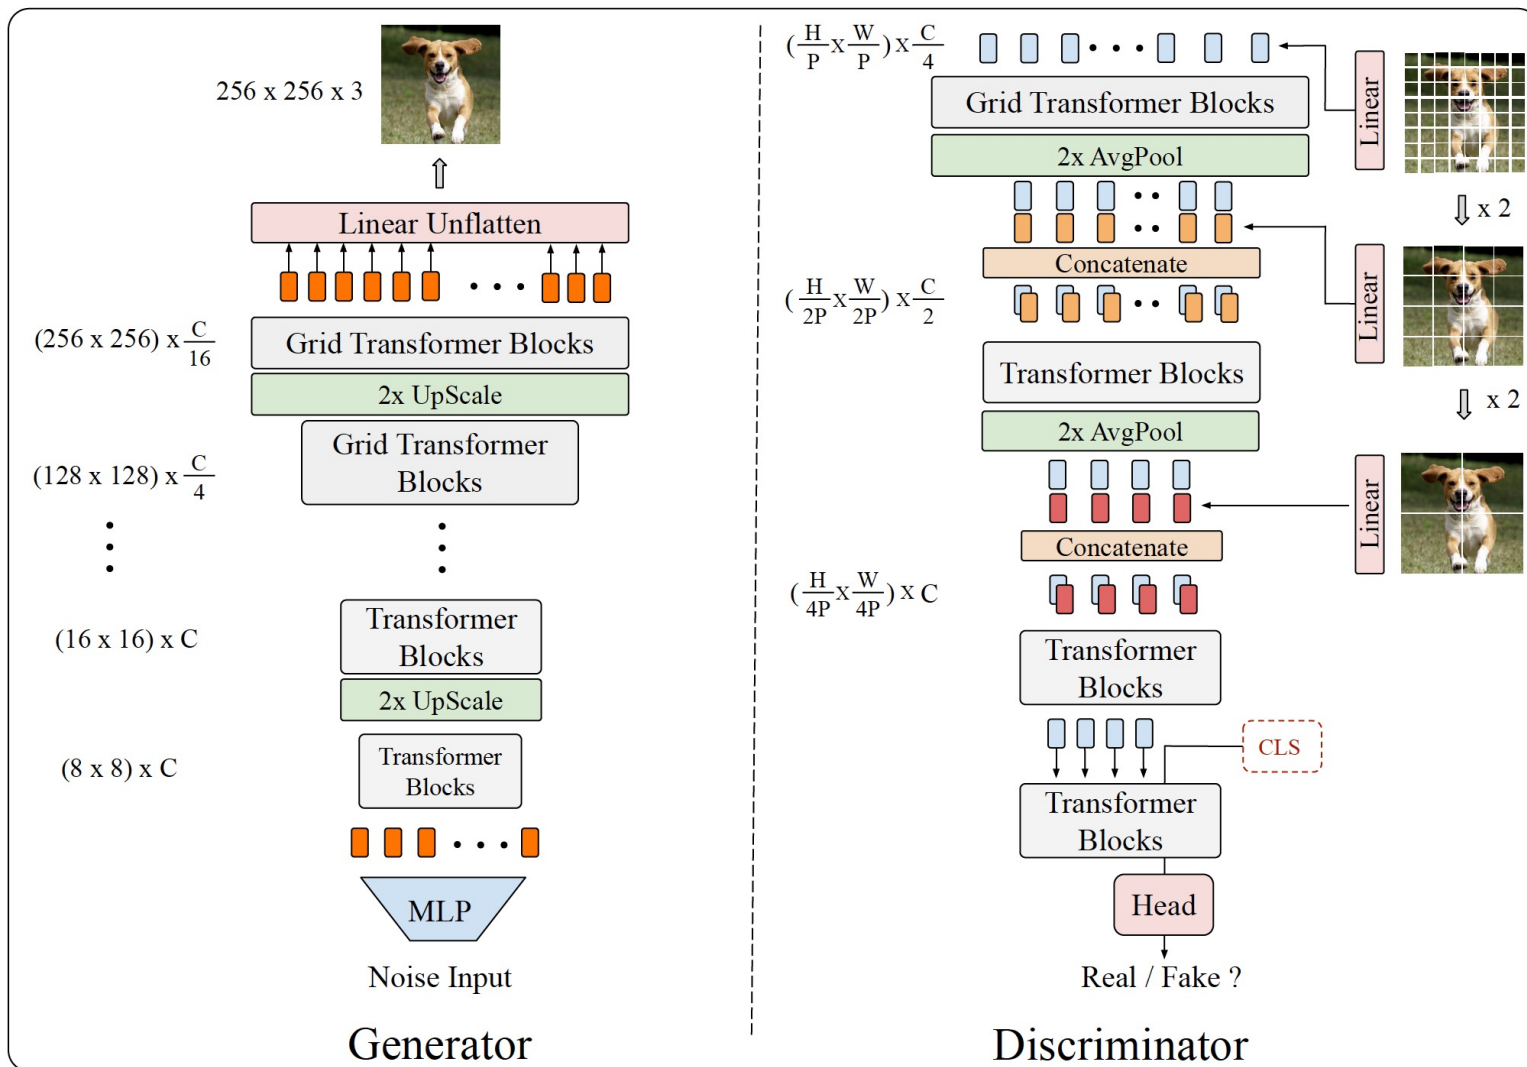 256 x 256 x 3
Linear Unflatten
(256 x 256) x C/16
Grid Transformer Blocks
2x UpScale
(128 x 128) x C/4
Grid Transformer
Blocks
(16 x 16) x C
Transformer
Blocks
2x UpScale
(8 x 8) x C
Transformer
Blocks
MLP
Noise Input
Generator
(H/P x W/P) x C/4
Grid Transformer Blocks
2x AvgPool
Linear
x 2
Concatenate
(H/2P x W/2P) x C/2
Linear
Transformer Blocks
2x AvgPool
x 2
Linear
Concatenate
(H/4P x W/4P) x C
Transformer
Blocks
CLS
Transformer
Blocks
Head
Real / Fake ?
Discriminator